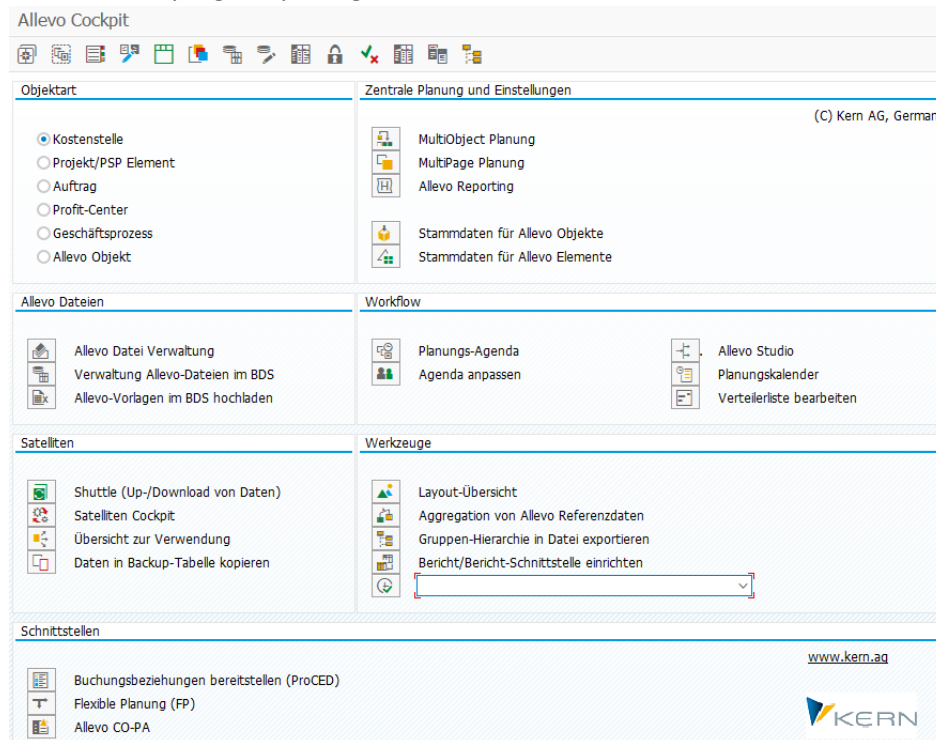 Allevo Cockpit
Objektart
Zentrale Planung und Einstellungen
(C) Kern AG, German
Kostenstelle
Projekt/PSP Element
Auftrag
Profit-Center
Geschäftsprozess
Allevo Objekt
MultiObject Planung
MultiPage Planung
Allevo Reporting
Stammdaten für Allevo Objekte
Stammdaten für Allevo Elemente
Allevo Dateien
Workflow
Allevo Datei Verwaltung
Verwaltung Allevo-Dateien im BDS
Allevo-Vorlagen im BDS hochladen
Planungs-Agenda
Agenda anpassen
. Allevo Studio
Planungskalender
Verteilerliste bearbeiten
Satelliten
Werkzeuge
Shuttle (Up-/Download von Daten)
Satelliten Cockpit
Übersicht zur Verwendung
Daten in Backup-Tabelle kopieren
Layout-Übersicht
Aggregation von Allevo Referenzdaten
Gruppen-Hierarchie in Datei exportieren
Bericht/Bericht-Schnittstelle einrichten
Schnittstellen
www.kern.ag
Buchungsbeziehungen bereitstellen (ProCED)
Flexible Planung (FP)
Allevo CO-PA
KERN